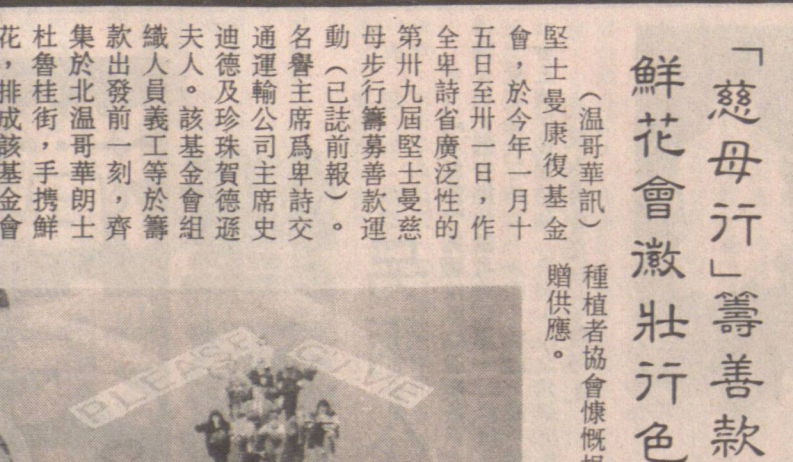 「慈母行」籌善款
鮮花會徽壯行色
（温哥華訊）
堅士曼康復基金
會，於今年一月十
五日至卅一日，作
全卑詩省廣泛性的
第卅九屆堅士曼慈
母步行籌募善款運
動（已誌前報）。
名譽主席爲卑詩交
通運輸公司主席史
迪德及珍珠賀德遜
夫人。該基金會組
織人員義工等於籌
款出發前一刻，齊
集於北温哥華朗士
杜魯桂街，手携鮮
花，排成該基金會
種植者協會慷慨
贈供應。
PLEASE GIVE